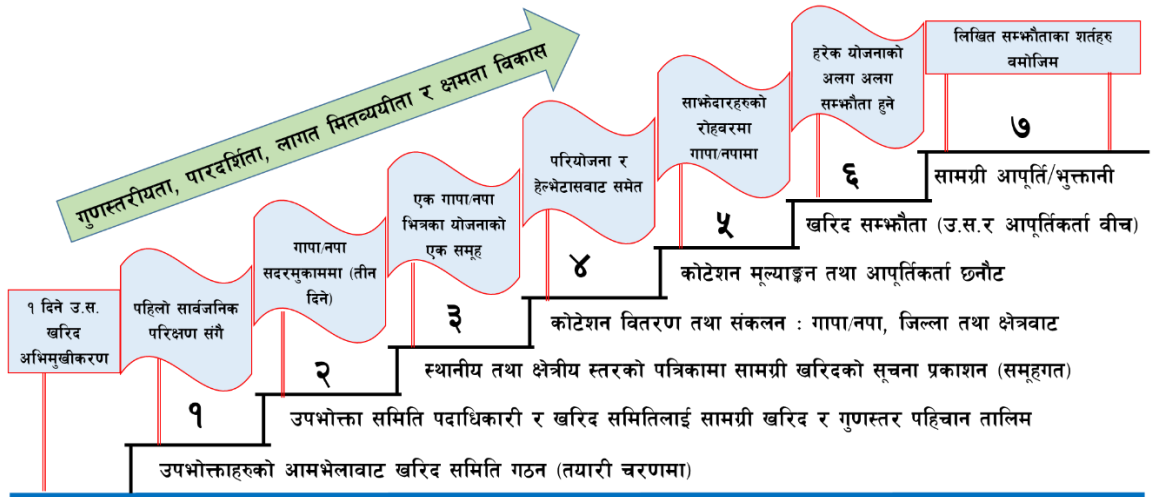 गुणस्तरीयता, पारदर्शिता, लागत मितव्ययीता र क्षमता विकास
१ दिने उ.स.
खरिद
अभिमुखीकरण
पहिलो सार्वजनिक
परिक्षण संगै
गापा/नपा
सदरमुकाममा (तीन
दिने)
एक गापा/नपा
भित्रका योजनाको
एक समूह
परियोजना र
हेल्भेटासवाट समेत
साझेदारहरुको
रोहवरमा
गापा/नपामा
हरेक योजनाको
अलग अलग
सम्झौता हुने
लिखित सम्झौताका शर्तहरु
वमोजिम
७
सामग्री आपूर्ति/भुक्तानी
६
खरिद सम्झौता (उ.स.र आपूर्तिकर्ता वीच)
५
कोटेशन मूल्याङ्कन तथा आपूर्तिकर्ता छनौट
४
कोटेशन वितरण तथा संकलन : गापा/नपा, जिल्ला तथा क्षेत्रवाट
३
स्थानीय तथा क्षेत्रीय स्तरको पत्रिकामा सामग्री खरिदको सूचना प्रकाशन (समूहगत)
२
उपभोक्ता समिति पदाधिकारी र खरिद समितिलाई सामग्री खरिद र गुणस्तर पहिचान तालिम
१
उपभोक्ताहरुको आमभेलावाट खरिद समिति गठन (तयारी चरणमा)